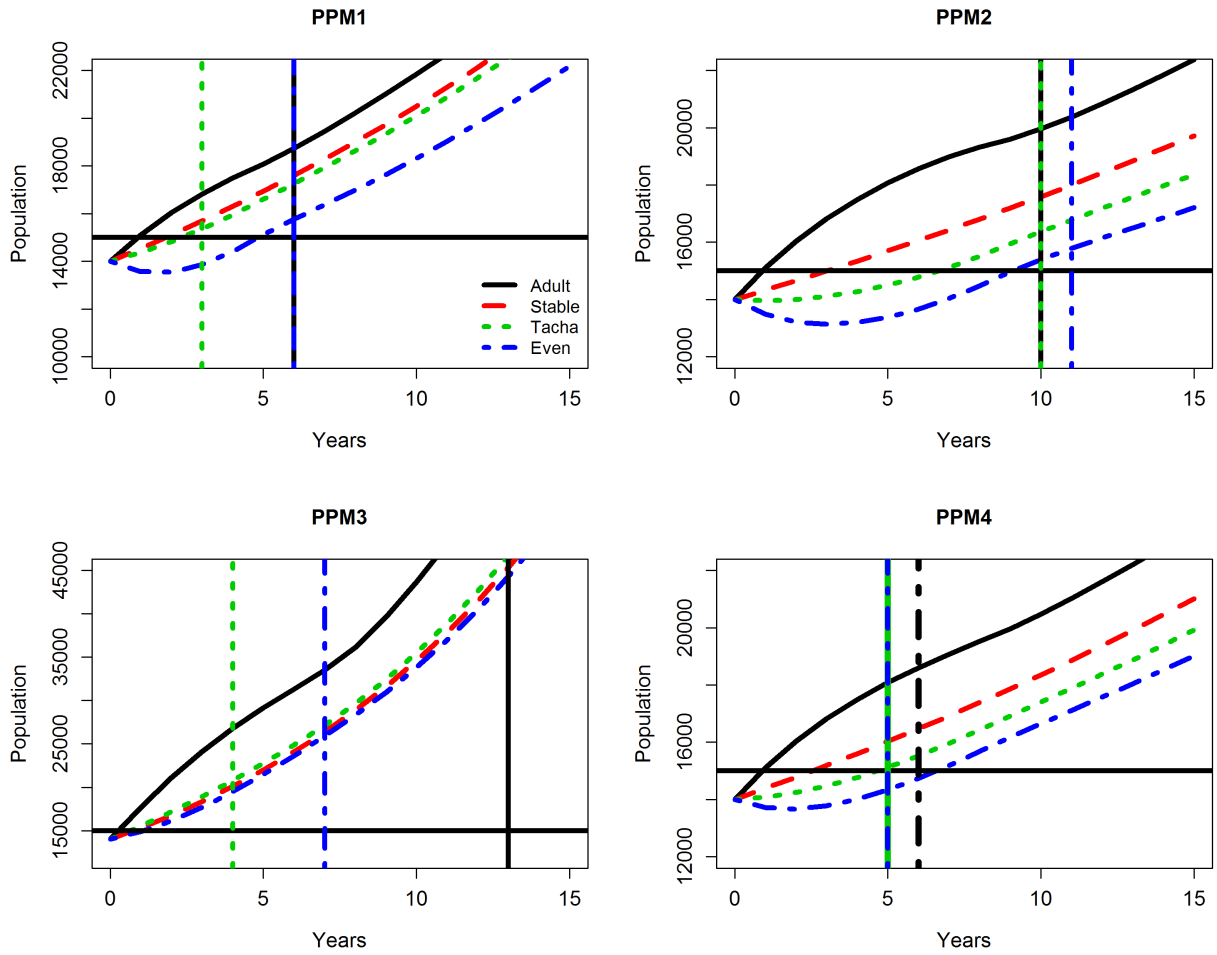 PPM1
Population
10000 14000 18000 22000
0 5 10 15
Years
Adult
Stable
Tacha
Even
PPM2
Population
12000 16000 20000
0 5 10 15
Years
PPM3
Population
15000 25000 35000 45000
0 5 10 15
Years
PPM4
Population
12000 16000 20000
0 5 10 15
Years